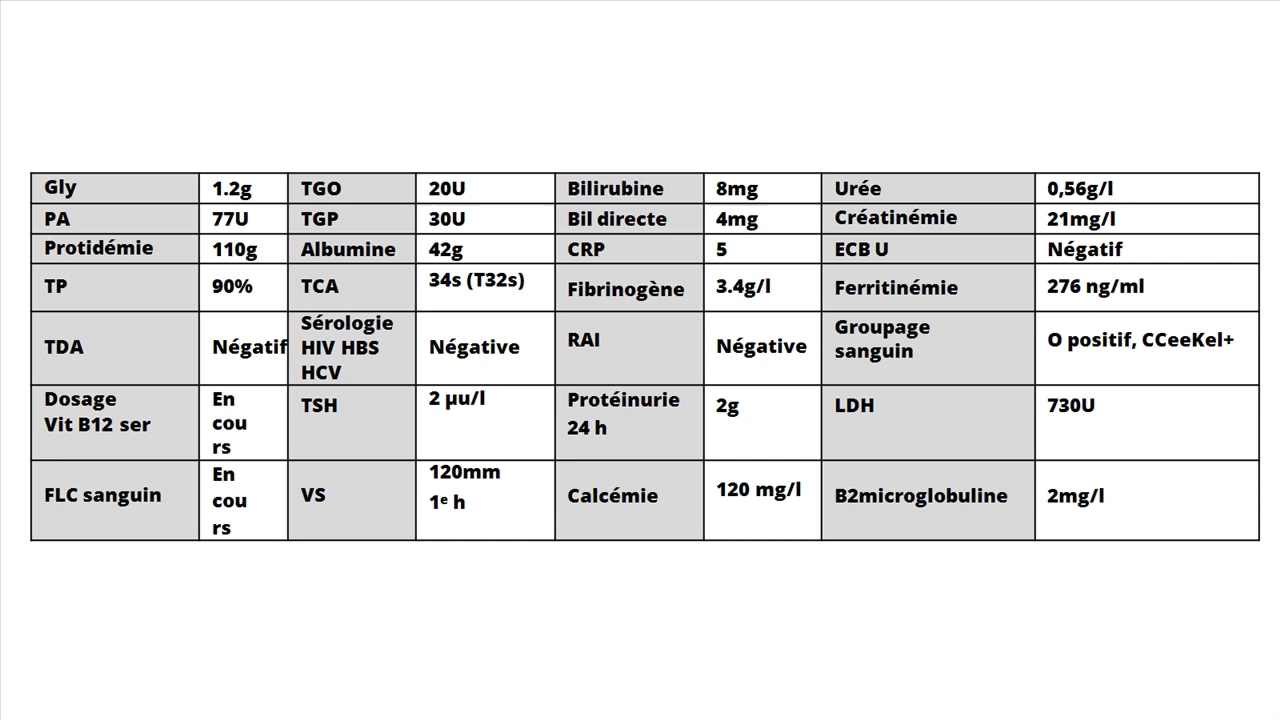 Gly 1.2g TGO 20U Bilirubine 8mg Urée 0,56g/l
PA 77U TGP 30U Bil directe 4mg Créatinémie 21mg/l
Protidémie 110g Albumine 42g CRP 5 ECB U Négatif
TP 90% TCA 34s (T32s) Fibrinogène 3.4g/l Ferritinémie 276 ng/ml
TDA Négatif Sérologie
HIV HBS
HCV Négative RAI Négative Groupage
sanguin O positif, CCeeKel+
Dosage
Vit B12 ser En
cou
rs TSH 2 µu/l Protéinurie
24 h 2g LDH 730U
FLC sanguin En
cou
rs VS 120mm
1e h Calcémie 120 mg/l B2microglobuline 2mg/l